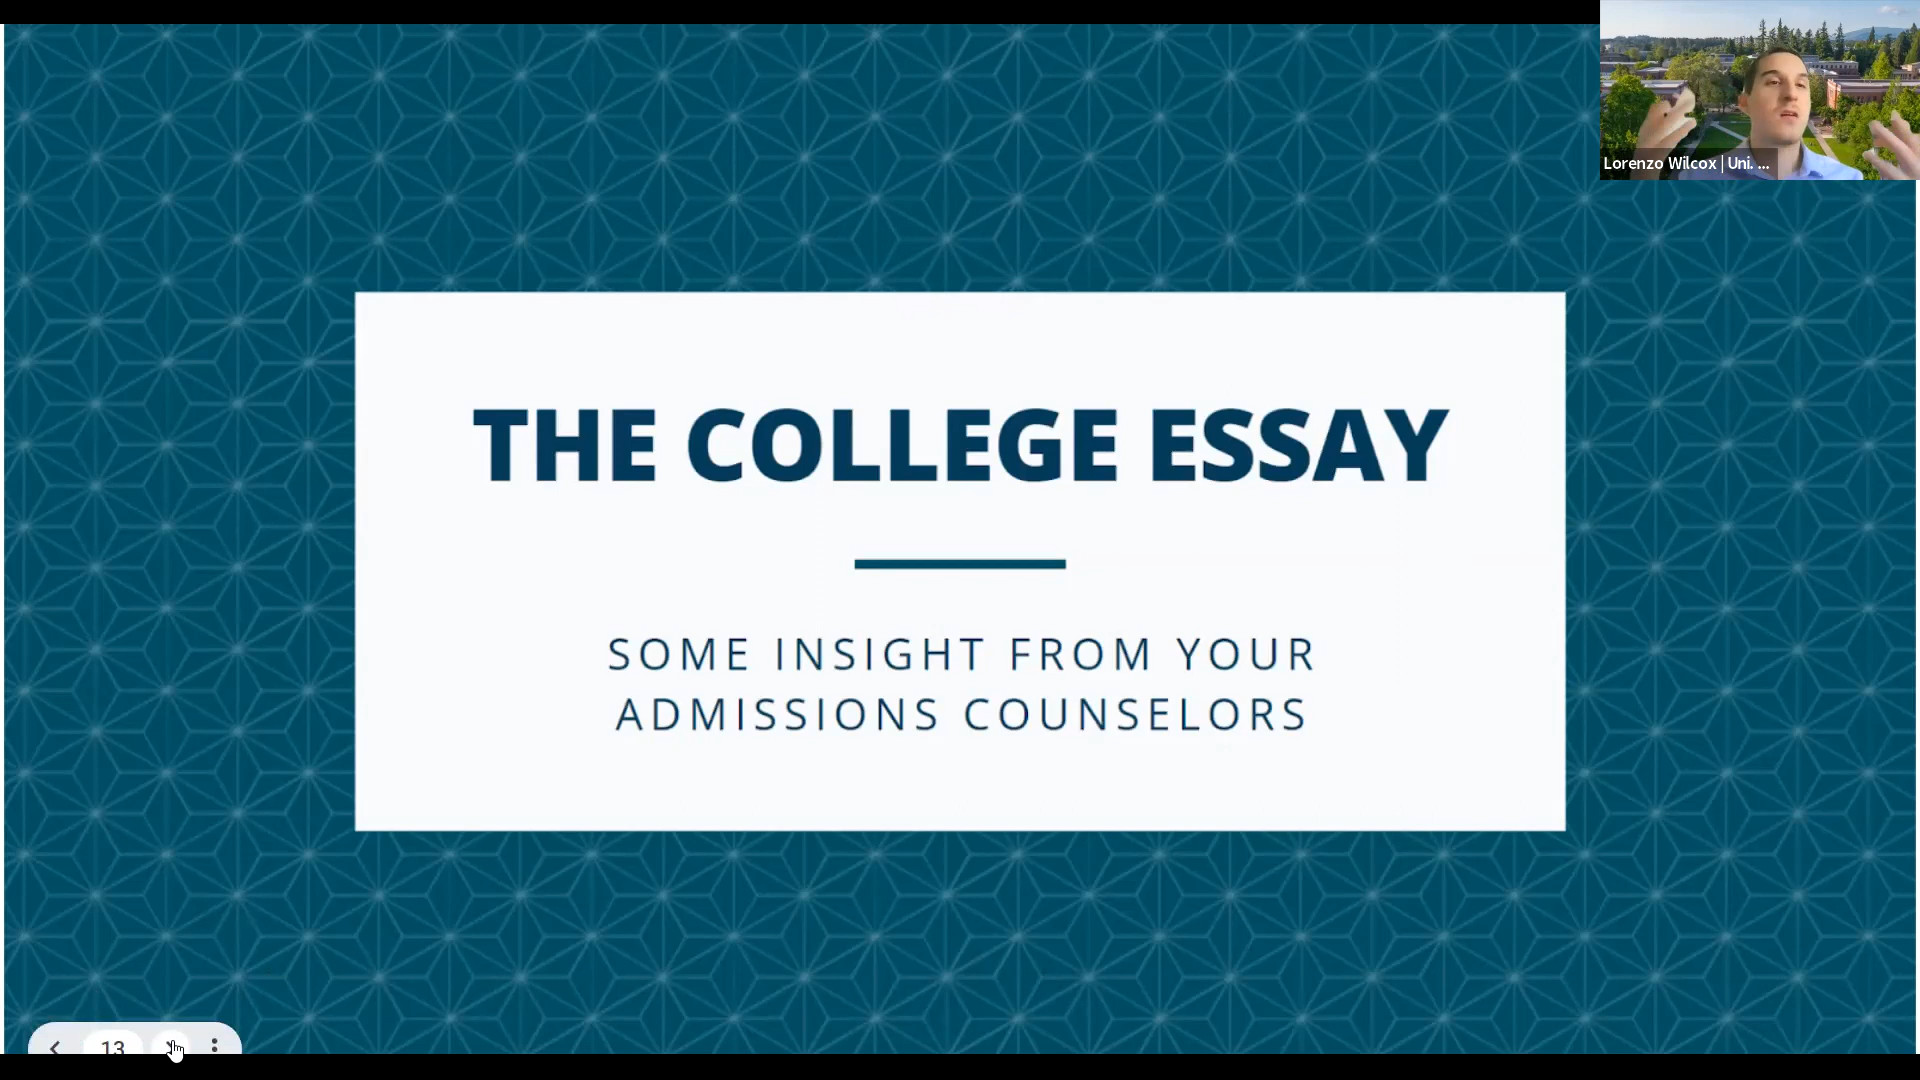 Lorenzo Wilcox | Uni. ...
THE COLLEGE ESSAY
SOME INSIGHT FROM YOUR
ADMISSIONS COUNSELORS
13